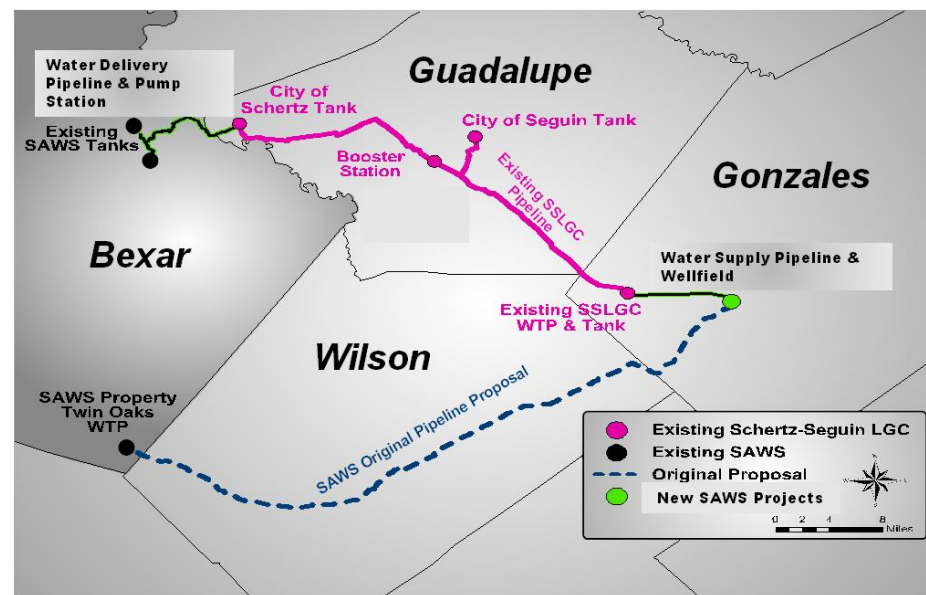 Water Delivery
Pipeline & Pump
Station
Guadalupe
City of
Schertz Tank
City of Seguin Tank
Existing
SAWS Tanks
Booster
Station
Existing SSLGC
Pipeline
Gonzales
Bexar
Water Supply Pipeline &
Wellfield
Existing SSLGC
WTP & Tank
Wilson
SAWS Property
Twin Oaks
WTP
SAWS Original Pipeline Proposal
Existing Schertz-Seguin LGC
Existing SAWS
Original Proposal
New SAWS Projects
0 2 4 8
Miles